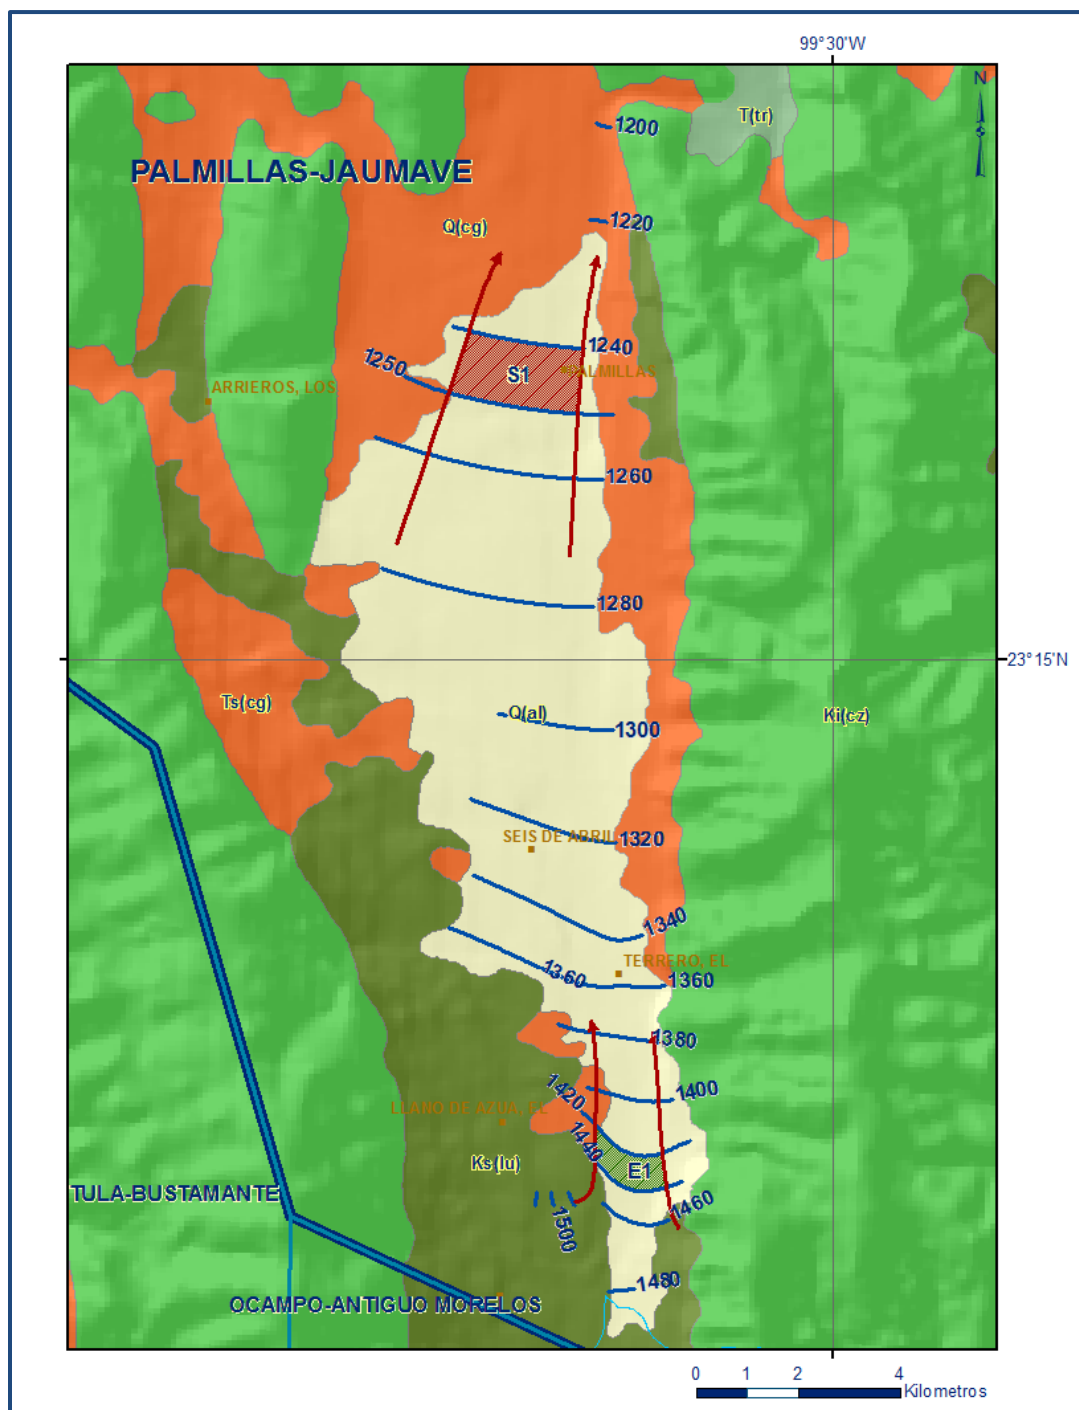 99°30'W
N
T(tr)
1200
PALMILLAS-JAUMAVE
1220
Q(cg)
1240
1250
S1
PALMILLAS
ARRIEROS, LOS
1260
1280
23°15'N
Ts(cg)
Q(al)
Ki(cz)
1300
SEIS DE ABRIL
1320
1340
TERRERO, EL
1360
1360
1380
1420
1400
LLANO DE AZUA, EL
1440
Ks(lu)
E1
TULA-BUSTAMANTE
1460
1500
1480
OCAMPO-ANTIGUO MORELOS
0 1 2 4
Kilometros